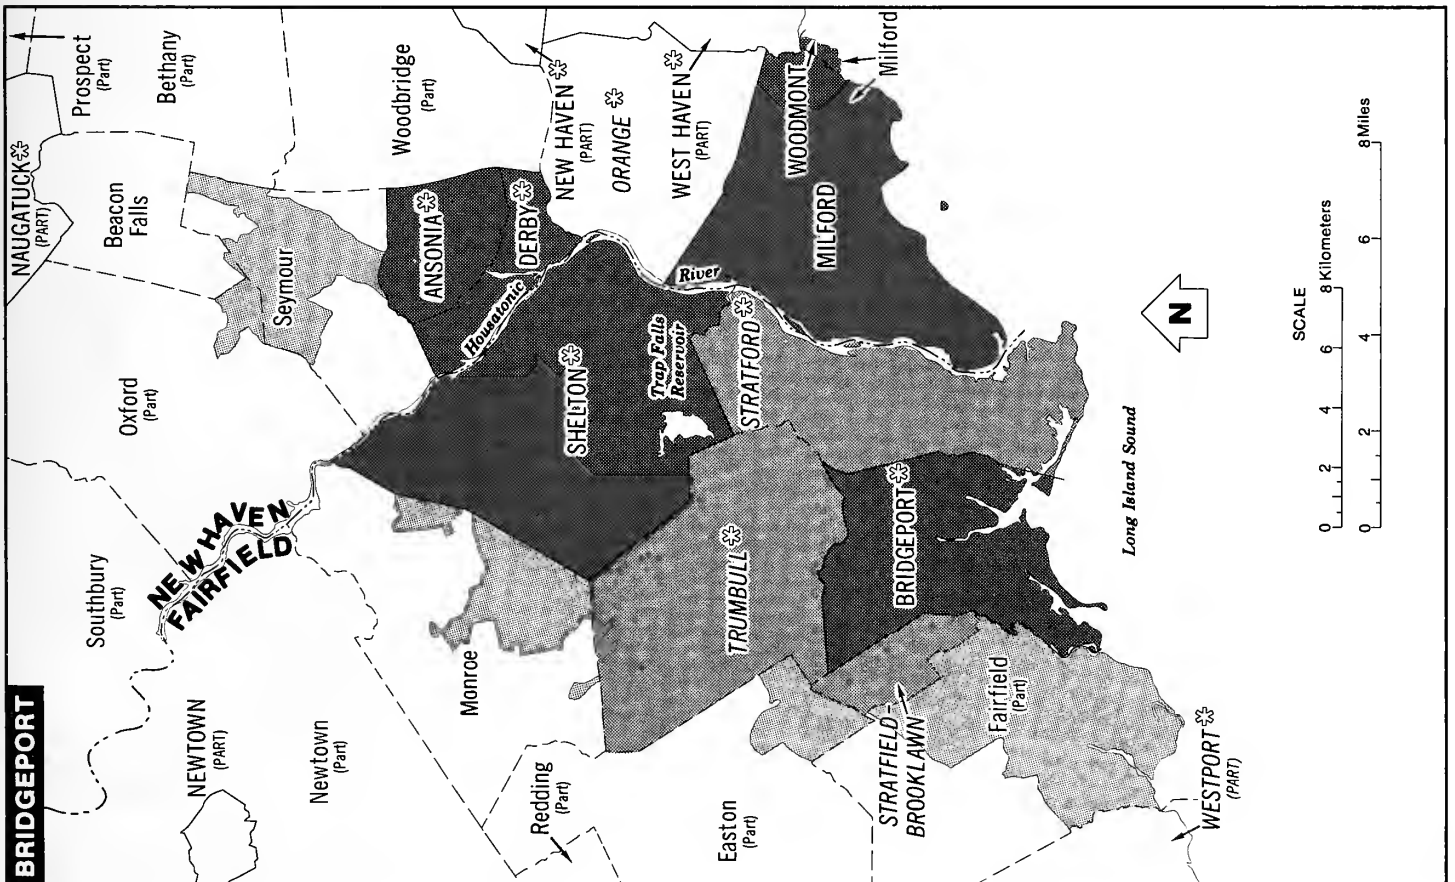 BRIDGEPORT
NAUGATUCK*
(PART)
Prospect
(Part)
Bethany
(Part)
Woodbridge
(Part)
NEW HAVEN*
(PART)
ORANGE*
WEST HAVEN*
(PART)
WOODMONT
Milford
Beacon
Falls
Seymour
ANSONIA*
DERBY*
MILFORD
Oxford
(Part)
Housatonic
River
SHELTON*
Trap Falls
Reservoir
STRATFORD*
Southbury
(Part)
NEW HAVEN
FAIRFIELD
Monroe
TRUMBULL*
BRIDGEPORT*
Long Island Sound
NEWTOWN
(PART)
Newtown
(Part)
Redding
(Part)
Easton
(Part)
STRATFIELD-
BROOKLAWN
Fairfield
(Part)
WESTPORT*
(PART)
N
SCALE
0 2 4 6 8 Kilometers
0 2 4 6 8 Miles